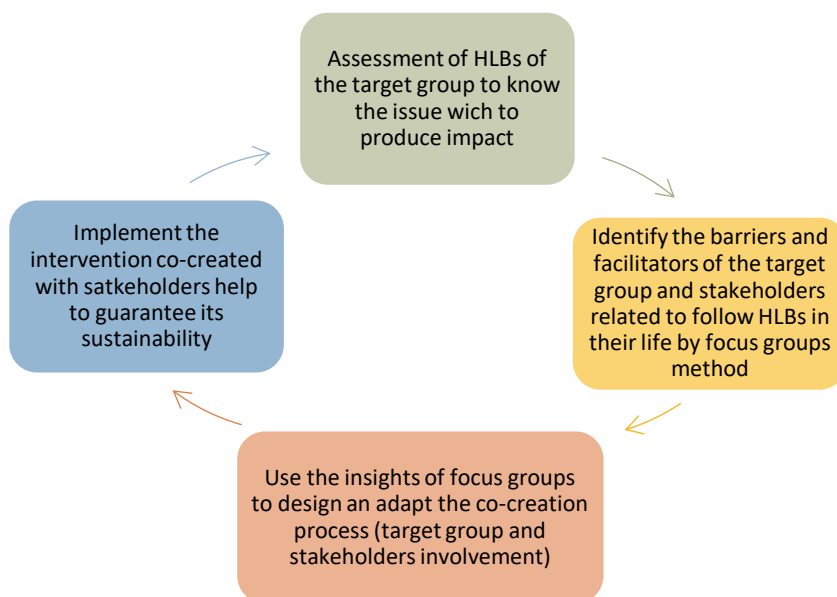 Assessment of HLBs of
the target group to know
the issue wich to
produce impact
Identify the barriers and
facilitators of the target
group and stakeholders
related to follow HLBs in
their life by focus groups
method
Use the insights of focus groups
to design an adapt the co-creation
process (target group and
stakeholders involvement)
Implement the
intervention co-created
with satkeholders help
to guarantee its
sustainability